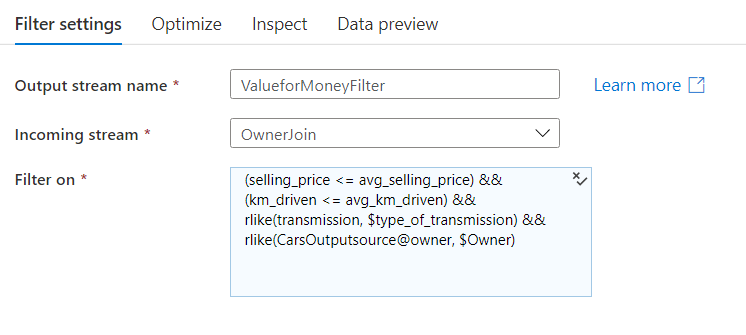 Filter settings Optimize Inspect Data preview
Output stream name * ValueforMoneyFilter Learn more
Incoming stream * OwnerJoin
Filter on * (selling_price <= avg_selling_price) &&
(km_driven <= avg_km_driven) &&
rlike(transmission, $type_of_transmission) &&
rlike(CarsOutputsource@owner, $Owner)